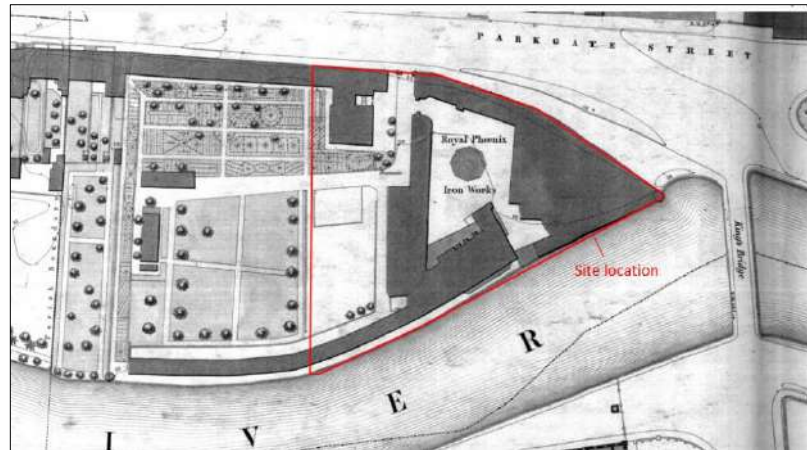 PARKGATE STREET
Royal Phoenix
Iron Works
Kings Bridge
Site location
I V E R